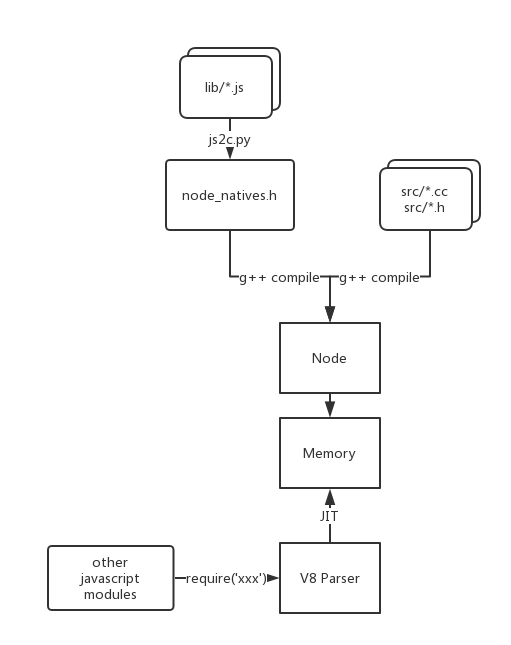 lib/*.js
js2c.py
node_natives.h
src/*.cc
src/*.h
g++ compile
g++ compile
Node
Memory
JIT
other
javascript
modules
require('xxx')
V8 Parser